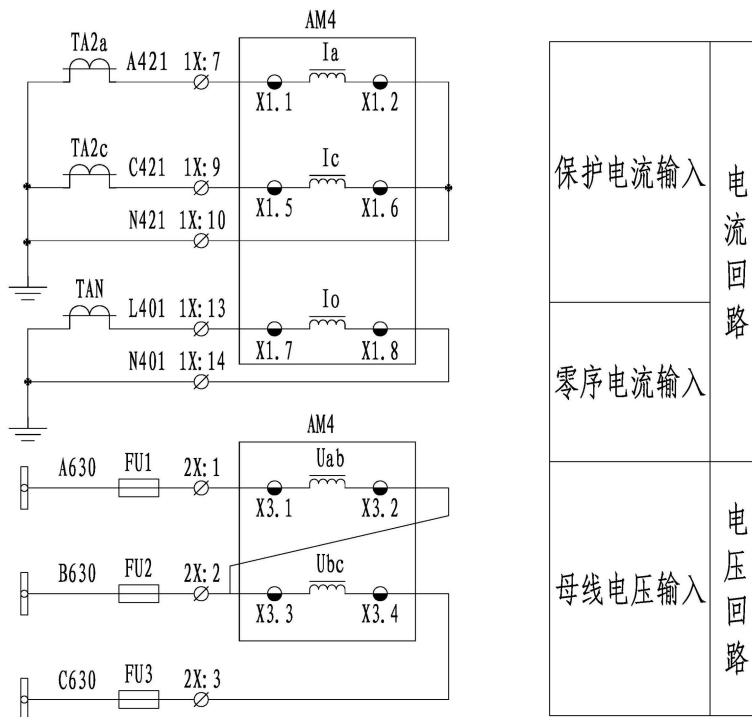 AM4
TA2a A421 1X:7 Ia
X1.1 X1.2
TA2c C421 1X:9 Ic
N421 1X:10 X1.5 X1.6
TAN L401 1X:13 Io
N401 1X:14 X1.7 X1.8
AM4
A630 FU1 2X:1 Uab
X3.1 X3.2
B630 FU2 2X:2 Ubc
X3.3 X3.4
C630 FU3 2X:3
保护电流输入
零序电流输入
电流回路
母线电压输入
电压回路